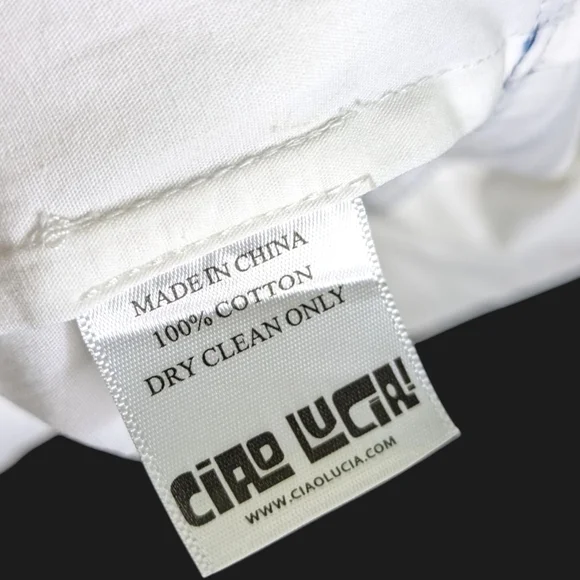 MADE IN CHINA
100% COTTON
DRY CLEAN ONLY
CIAO LUCIA!
WWW.CIAOLUCIA.COM